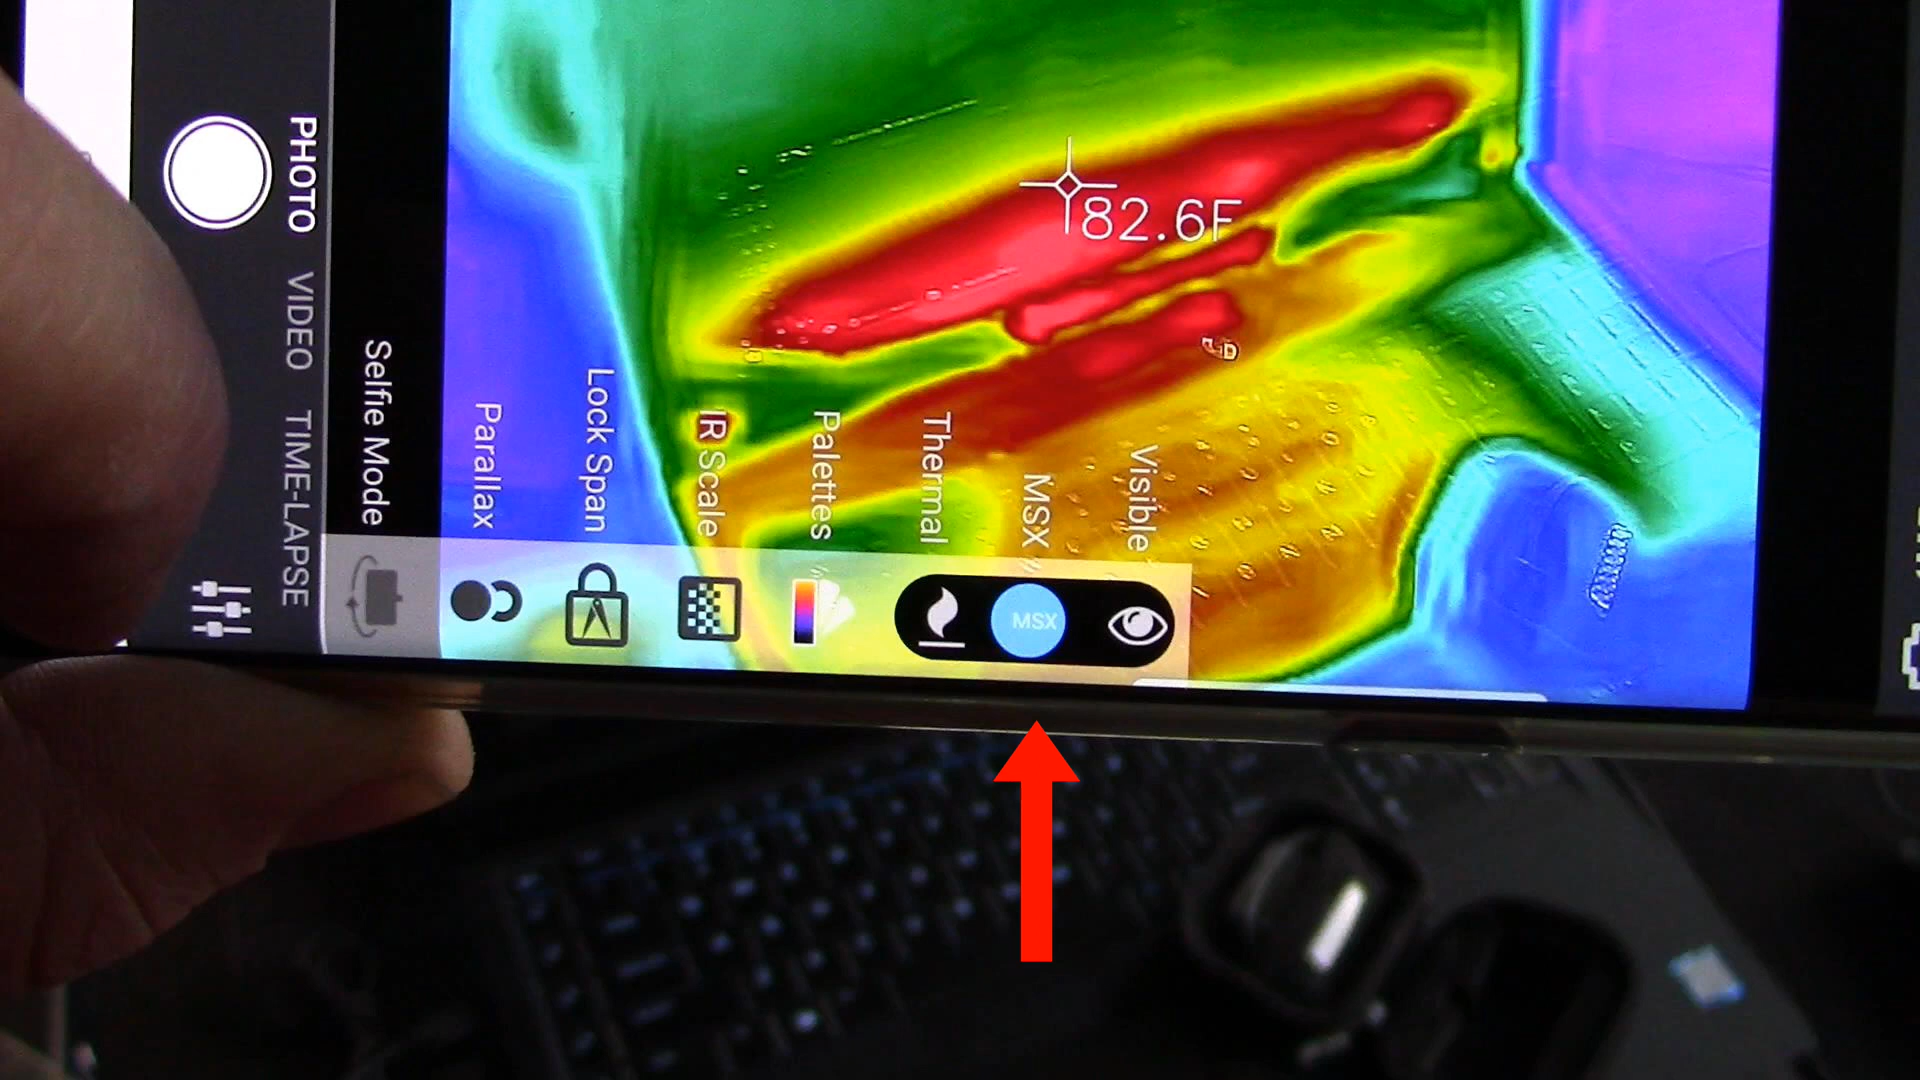 PHOTO
VIDEO
TIME-LAPSE
Selfie Mode
Parallax
Lock Span
IR Scale
Palettes
Thermal
MSX
Visible
MSX
82.6F